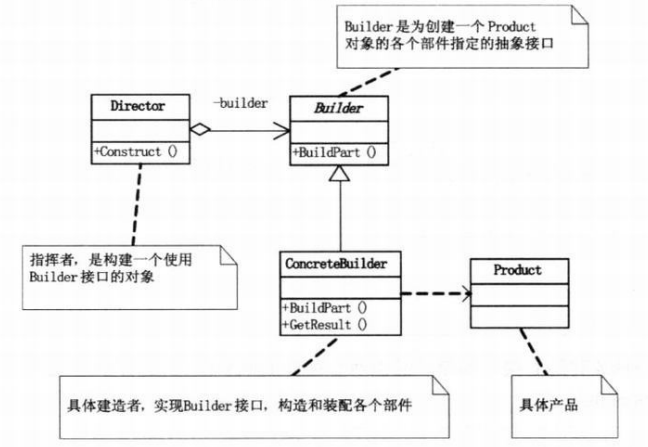 Builder是为创建一个Product
对象的各个部件指定的抽象接口
Director
-builder
Builder
+Construct()
+BuildPart()
指挥者，是构建一个使用
Builder接口的对象
ConcreteBuilder
Product
+BuildPart()
+GetResult()
具体建造者，实现Builder接口，构造和装配各个部件
具体产品